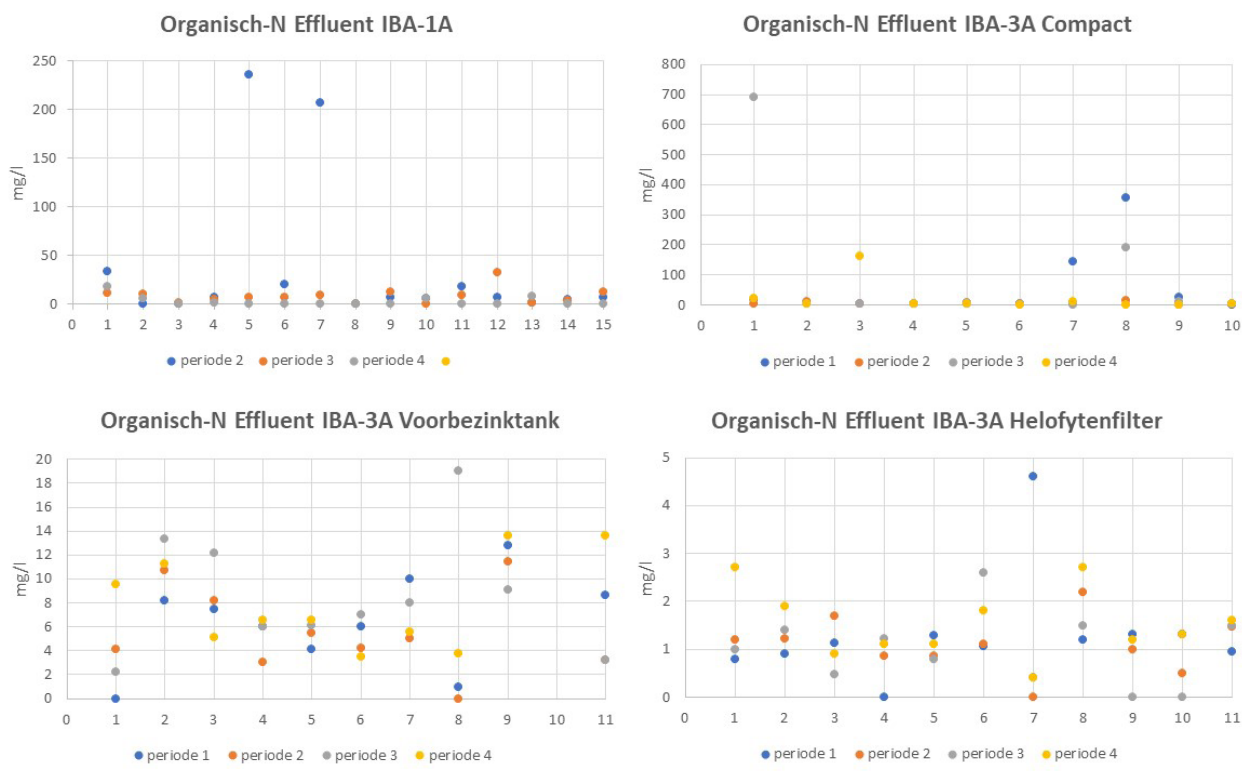 Organisch-N Effluent IBA-1A
250
200
150
100
50
0
mg/l
0 1 2 3 4 5 6 7 8 9 10 11 12 13 14 15
periode 2 periode 3 periode 4
Organisch-N Effluent IBA-3A Compact
800
700
600
500
400
300
200
100
0
mg/l
0 1 2 3 4 5 6 7 8 9 10
periode 1 periode 2 periode 3 periode 4
Organisch-N Effluent IBA-3A Voorbezinktank
20
18
16
14
12
10
8
6
4
2
0
mg/l
0 1 2 3 4 5 6 7 8 9 11
periode 1 periode 2 periode 3 periode 4
Organisch-N Effluent IBA-3A Helofytenfilter
5
4
3
2
1
0
mg/l
0 1 2 3 4 5 6 7 8 9 10 11
periode 1 periode 2 periode 3 periode 4